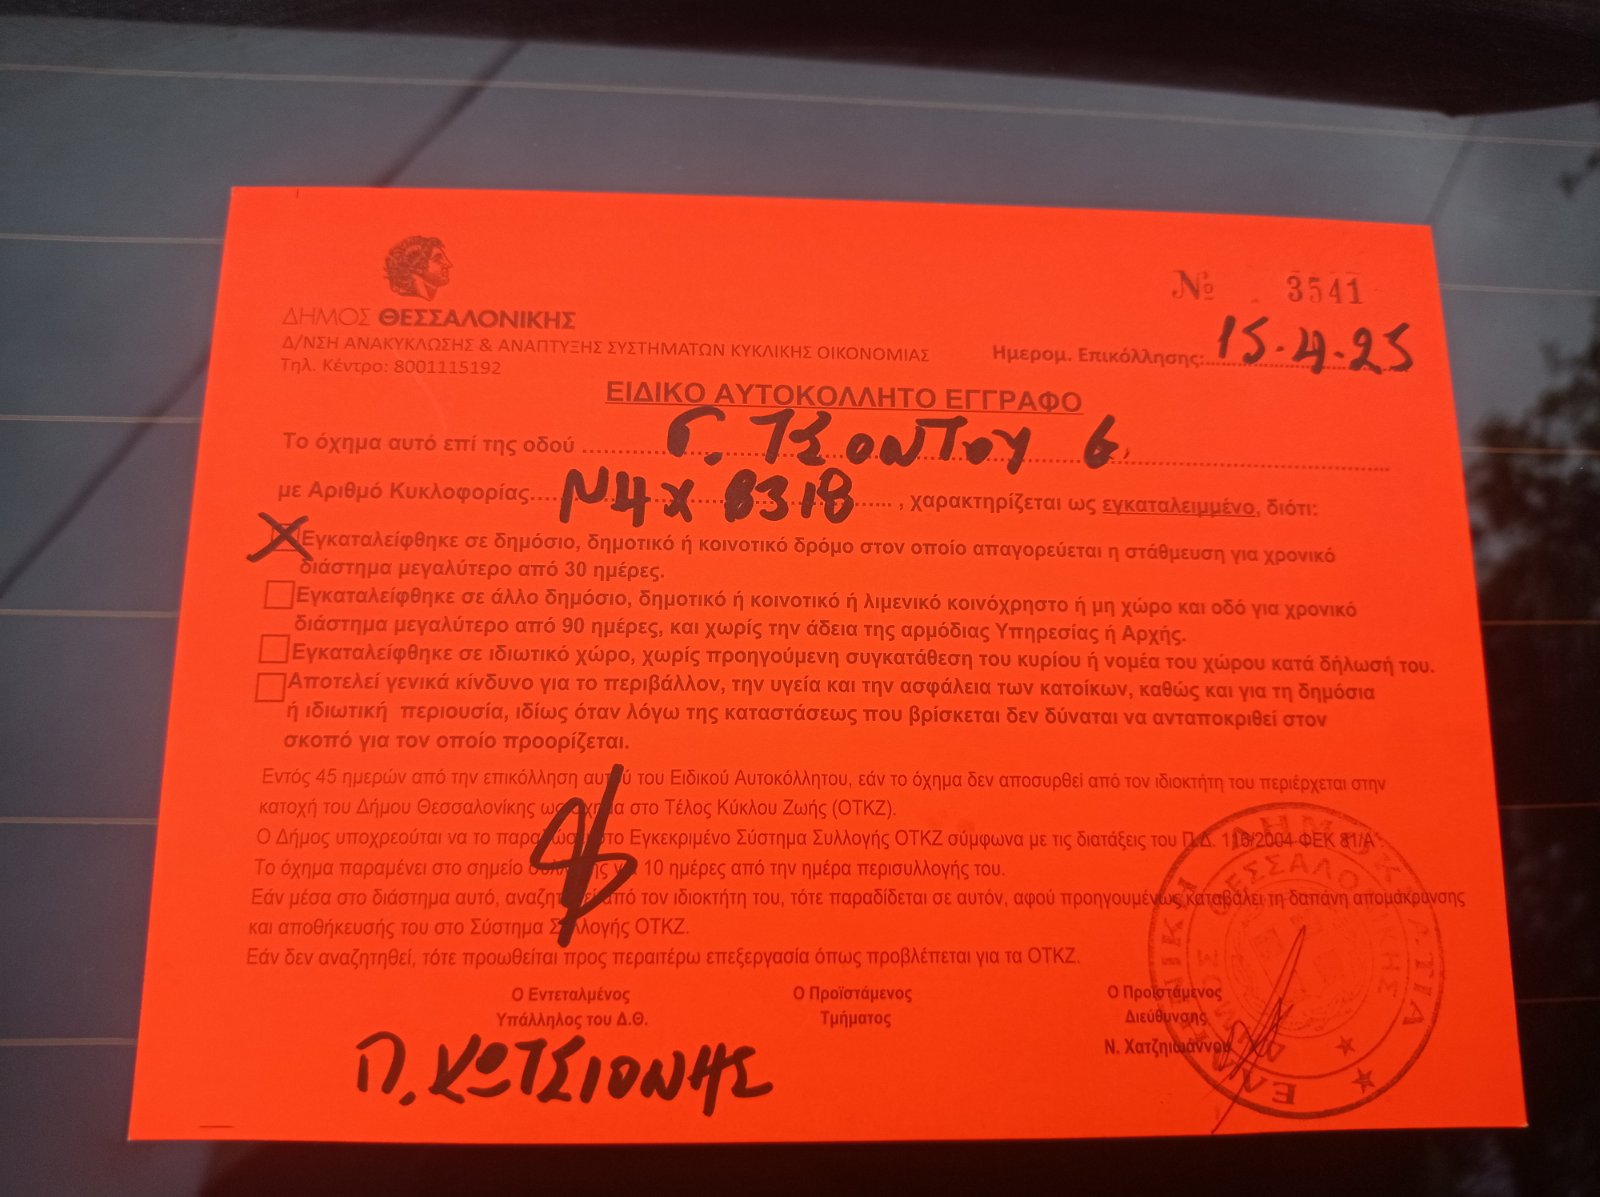 Nº 3541
ΔΗΜΟΣ ΘΕΣΣΑΛΟΝΙΚΗΣ
Δ/ΝΣΗ ΑΝΑΚΥΚΛΩΣΗΣ & ΑΝΑΠΤΥΞΗΣ ΣΥΣΤΗΜΑΤΩΝ ΚΥΚΛΙΚΗΣ ΟΙΚΟΝΟΜΙΑΣ
Ημερομ. Επικόλλησης: 15-4-25
Τηλ. Κέντρο: 8001115192
ΕΙΔΙΚΟ ΑΥΤΟΚΟΛΛΗΤΟ ΕΓΓΡΑΦΟ
Το όχημα αυτό επί της οδού Γ. ΤΣΟΝΤΟΥ 6.
με Αριθμό Κυκλοφορίας N4X 8318, χαρακτηρίζεται ως εγκαταλειμμένο, διότι:
Εγκαταλείφθηκε σε δημόσιο, δημοτικό ή κοινοτικό δρόμο στον οποίο απαγορεύεται η στάθμευση για χρονικό
διάστημα μεγαλύτερο από 30 ημέρες.
Εγκαταλείφθηκε σε άλλο δημόσιο, δημοτικό ή κοινοτικό ή λιμενικό κοινόχρηστο ή μη χώρο και οδό για χρονικό
διάστημα μεγαλύτερο από 90 ημέρες, και χωρίς την άδεια της αρμόδιας Υπηρεσίας ή Αρχής.
Εγκαταλείφθηκε σε ιδιωτικό χώρο, χωρίς προηγούμενη συγκατάθεση του κυρίου ή νομέα του χώρου κατά δήλωσή του.
Αποτελεί γενικά κίνδυνο για το περιβάλλον, την υγεία και την ασφάλεια των κατοίκων, καθώς και για τη δημόσια
ή ιδιωτική περιουσία, ιδίως όταν λόγω της καταστάσεως που βρίσκεται δεν δύναται να ανταποκριθεί στον
σκοπό για τον οποίο προορίζεται.
Εντός 45 ημερών από την επικόλληση αυτού του Ειδικού Αυτοκόλλητου, εάν το όχημα δεν αποσυρθεί από τον ιδιοκτήτη του περιέρχεται στην
κατοχή του Δήμου Θεσσαλονίκης ως όχημα στο Τέλος Κύκλου Ζωής (ΟΤΚΖ).
Ο Δήμος υποχρεούται να το παραδώσει στο Εγκεκριμένο Σύστημα Συλλογής ΟΤΚΖ σύμφωνα με τις διατάξεις του Π.Δ. 116/2004 ΦΕΚ 81/Α
Το όχημα παραμένει στο σημείο συλλογής για 10 ημέρες από την ημέρα περισυλλογής του.
Εάν μέσα στο διάστημα αυτό, αναζητηθεί από τον ιδιοκτήτη του, τότε παραδίδεται σε αυτόν, αφού προηγουμένως καταβάλει τη δαπάνη απομάκρυνσης
και αποθήκευσής του στο Σύστημα Συλλογής ΟΤΚΖ.
Εάν δεν αναζητηθεί, τότε προωθείται προς περαιτέρω επεξεργασία όπως προβλέπεται για τα ΟΤΚΖ.
Ο Εντεταλμένος
Υπάλληλος του Δ.Θ.
Ο Προϊστάμενος
Τμήματος
Ο Προϊστάμενος
Διεύθυνσης
Ν. Χατζηιωάννου
Π. ΚΩΤΣΙΟΝΗΣ
ΕΛΛΗΝΙΚΗ ΔΗΜΟΚΡΑΤΙΑ
ΔΗΜΟΣ ΘΕΣΣΑΛΟΝΙΚΗΣ